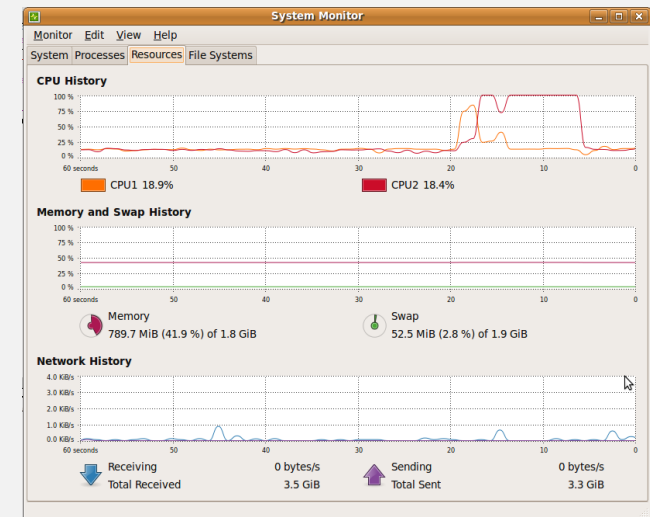 System Monitor
Monitor Edit View Help
System Processes Resources File Systems
CPU History
100 %
75 %
50 %
25 %
0 %
60 seconds 50 40 30 20 10 0
CPU1 18.9% CPU2 18.4%
Memory and Swap History
100 %
75 %
50 %
25 %
0 %
60 seconds 50 40 30 20 10 0
Memory Swap
789.7 MiB (41.9 %) of 1.8 GiB 52.5 MiB (2.8 %) of 1.9 GiB
Network History
4.0 KiB/s
3.0 KiB/s
2.0 KiB/s
1.0 KiB/s
0.0 KiB/s
60 seconds 50 40 30 20 10 0
Receiving 0 bytes/s Sending 0 bytes/s
Total Received 3.5 GiB Total Sent 3.3 GiB